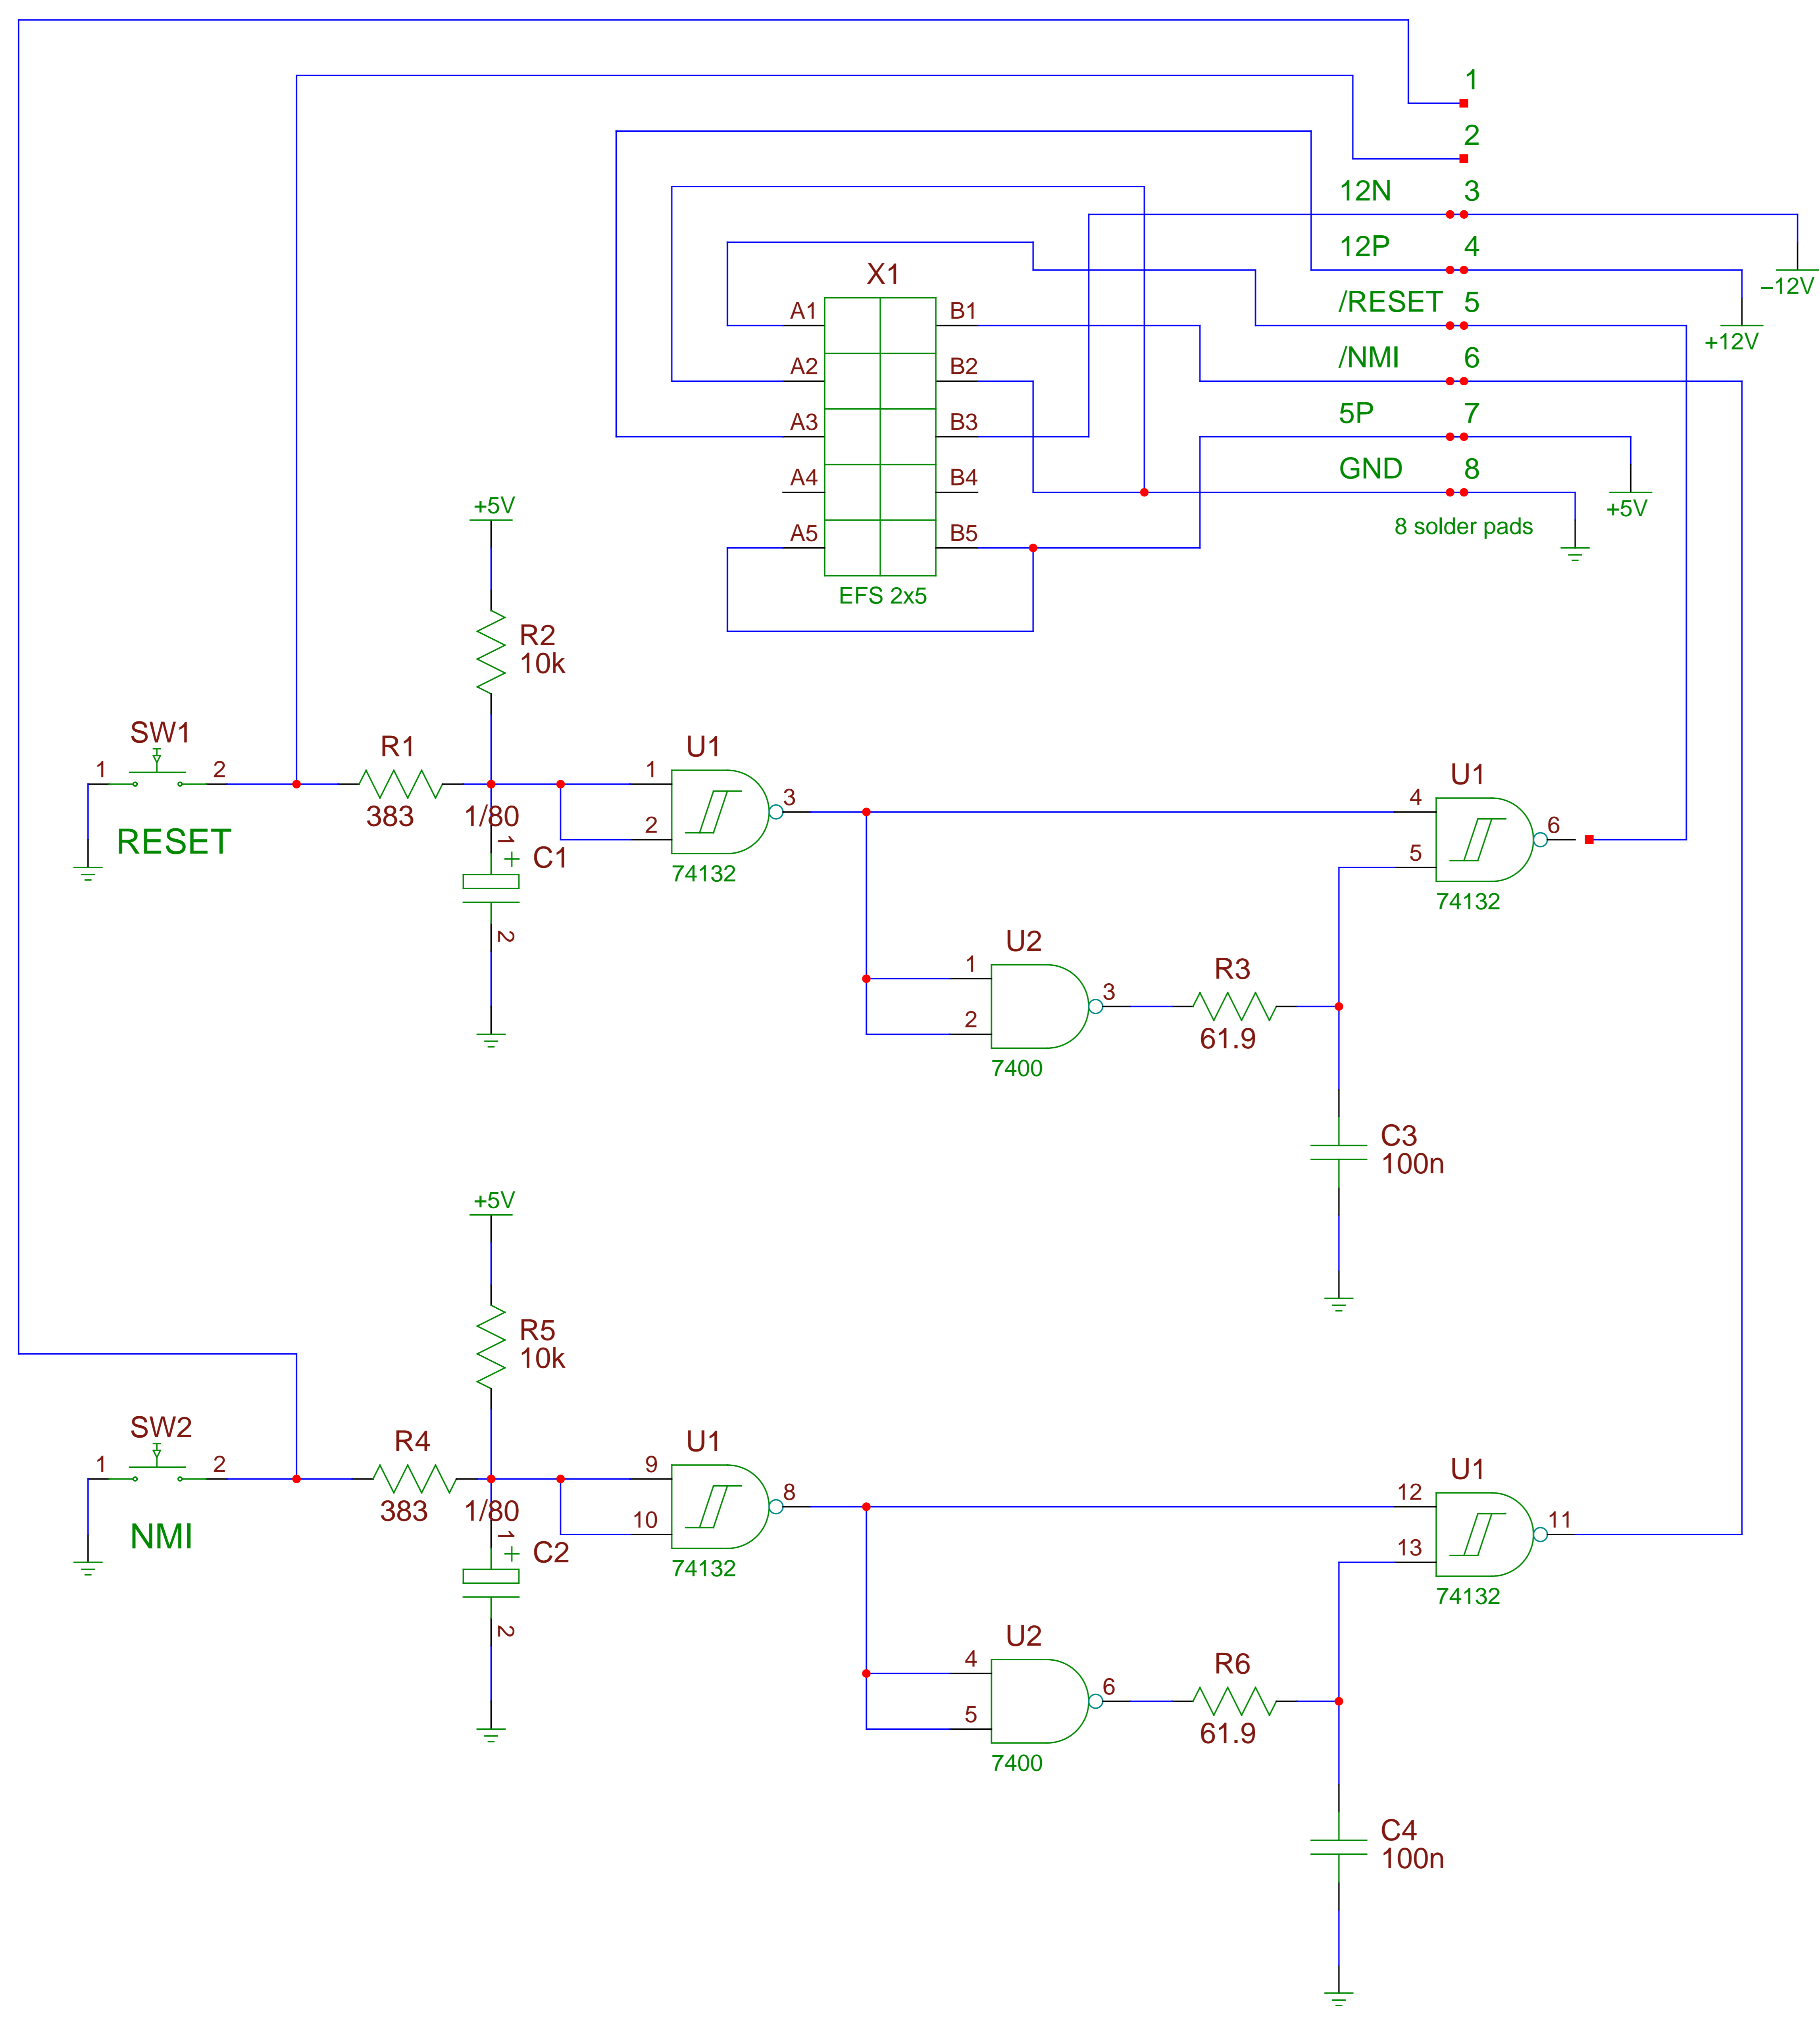 1
2
12N 3
12P 4
−12V
X1
/RESET 5
A1 B1
+12V
/NMI 6
A2 B2
5P 7
A3 B3
GND 8
A4 B4
+5V
+5V
8 solder pads
A5 B5
EFS 2x5
R2
10k
SW1
R1 U1
1 2 1
U1
3 4
383 1/80
2
6
RESET
1
+ C1
5
74132
74132
2
U2
1 R3
3
2
61.9
7400
C3
100n
+5V
R5
10k
SW2
R4 U1
1 2 9
U1
8 12
383 1/80
10
11
NMI
1
+ C2
13
74132
74132
2
U2
4 R6
6
5
61.9
7400
C4
100n